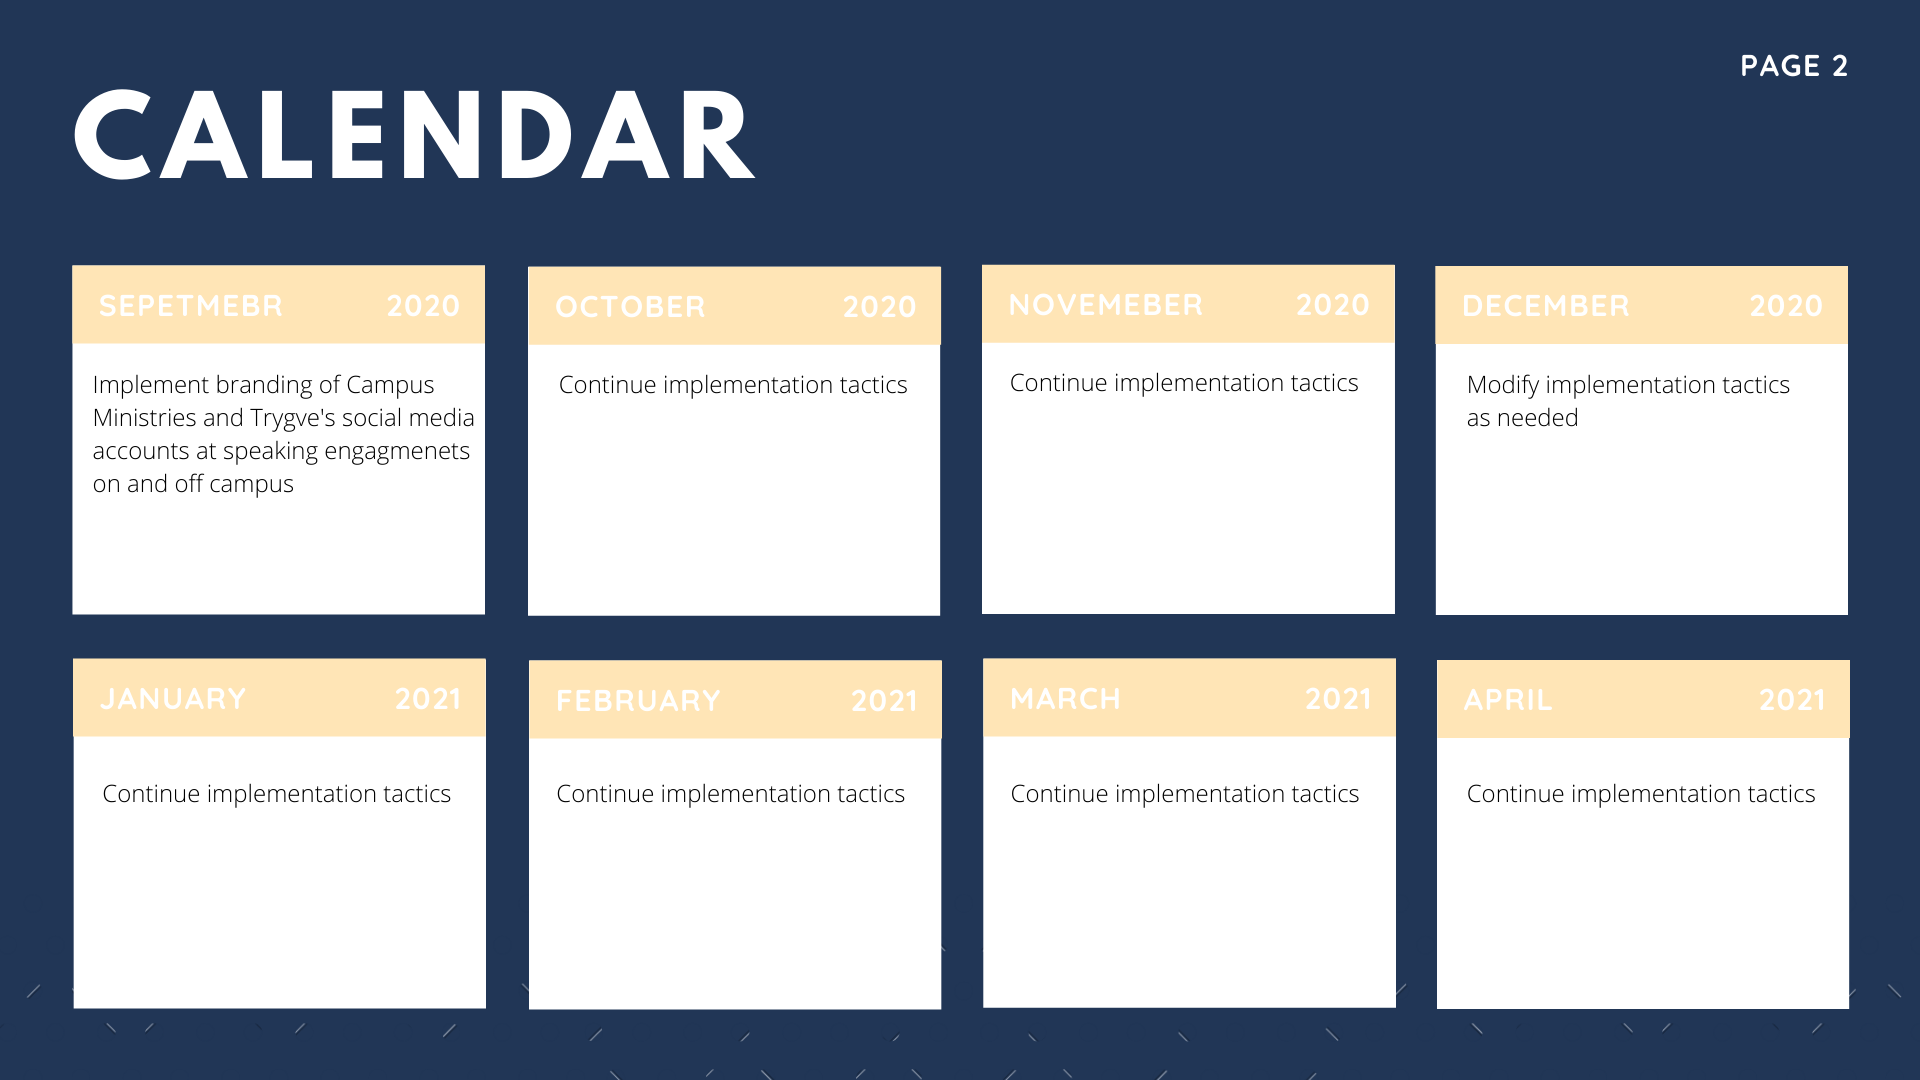 PAGE 2
CALENDAR
SEPETMEBR 2020
Implement branding of Campus
Ministries and Trygve's social media
accounts at speaking engagmenets
on and off campus
OCTOBER 2020
Continue implementation tactics
NOVEMEBER 2020
Continue implementation tactics
DECEMBER 2020
Modify implementation tactics
as needed
JANUARY 2021
Continue implementation tactics
FEBRUARY 2021
Continue implementation tactics
MARCH 2021
Continue implementation tactics
APRIL 2021
Continue implementation tactics